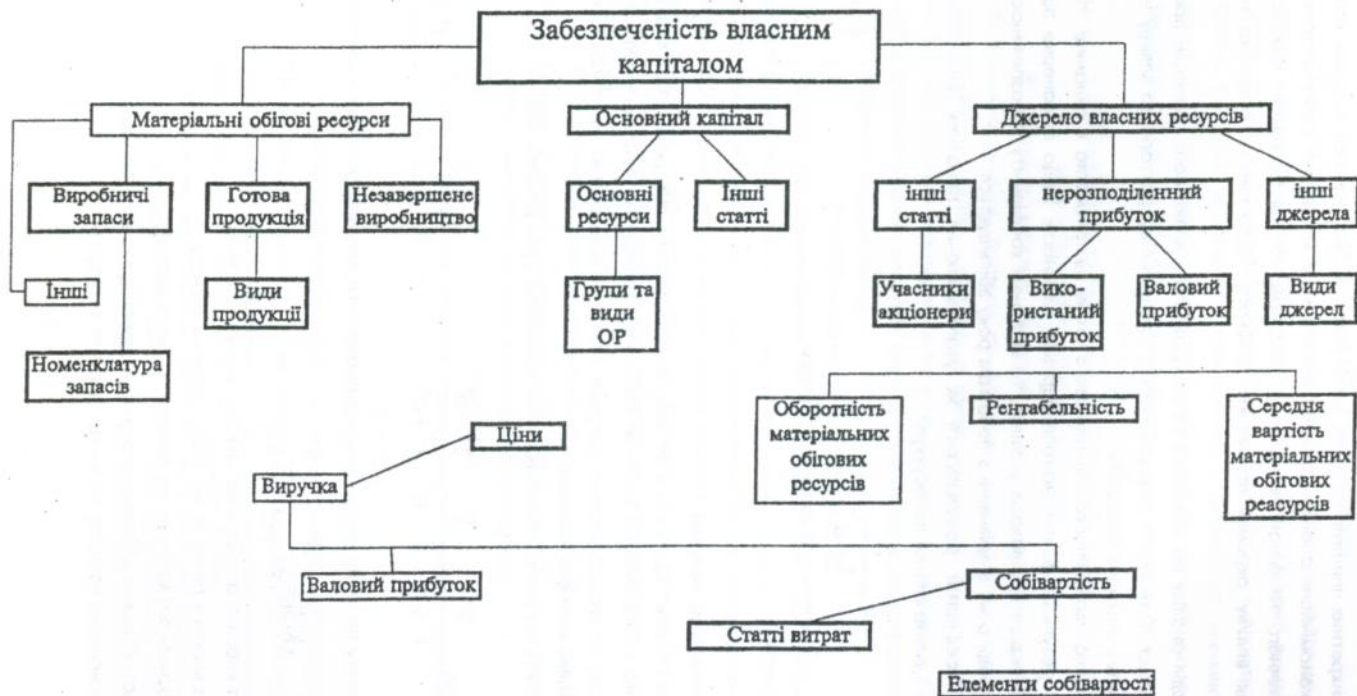 Забезпеченість власним
капіталом
Матеріальні обігові ресурси
Основний капітал
Джерело власних ресурсів
Виробничі
запаси
Готова
продукція
Незавершене
виробництво
Основні
ресурси
Інші
статті
інші
статті
нерозподіленний
прибуток
інші
джерела
Інші
Види
продукції
Групи та
види
ОР
Учасники
акціонери
Вико-
ристаний
прибуток
Валовий
прибуток
Види
джерел
Номенклатура
запасів
Оборотність
матеріальних
обігових
ресурсів
Рентабельність
Середня
вартість
матеріальних
обігових
реасурсів
Ціни
Виручка
Валовий прибуток
Собівартість
Статті витрат
Елементи собівартості